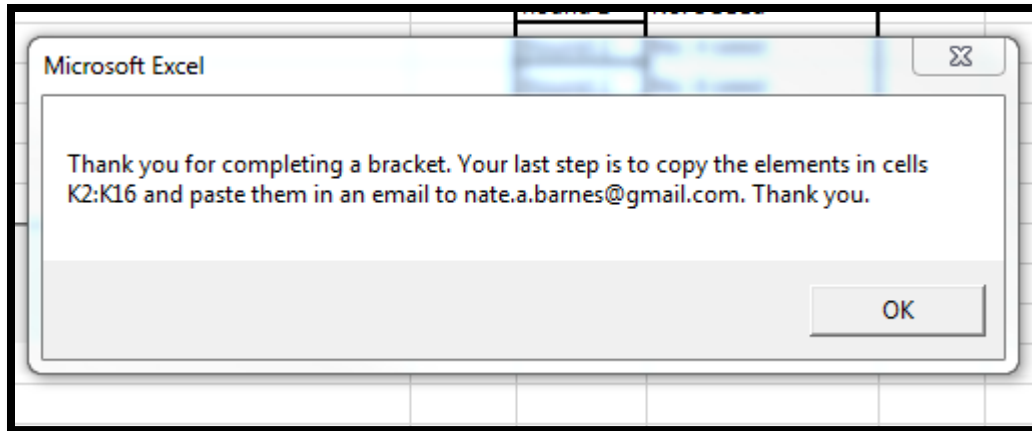 Microsoft Excel
Thank you for completing a bracket. Your last step is to copy the elements in cells
K2:K16 and paste them in an email to nate.a.barnes@gmail.com. Thank you.
OK